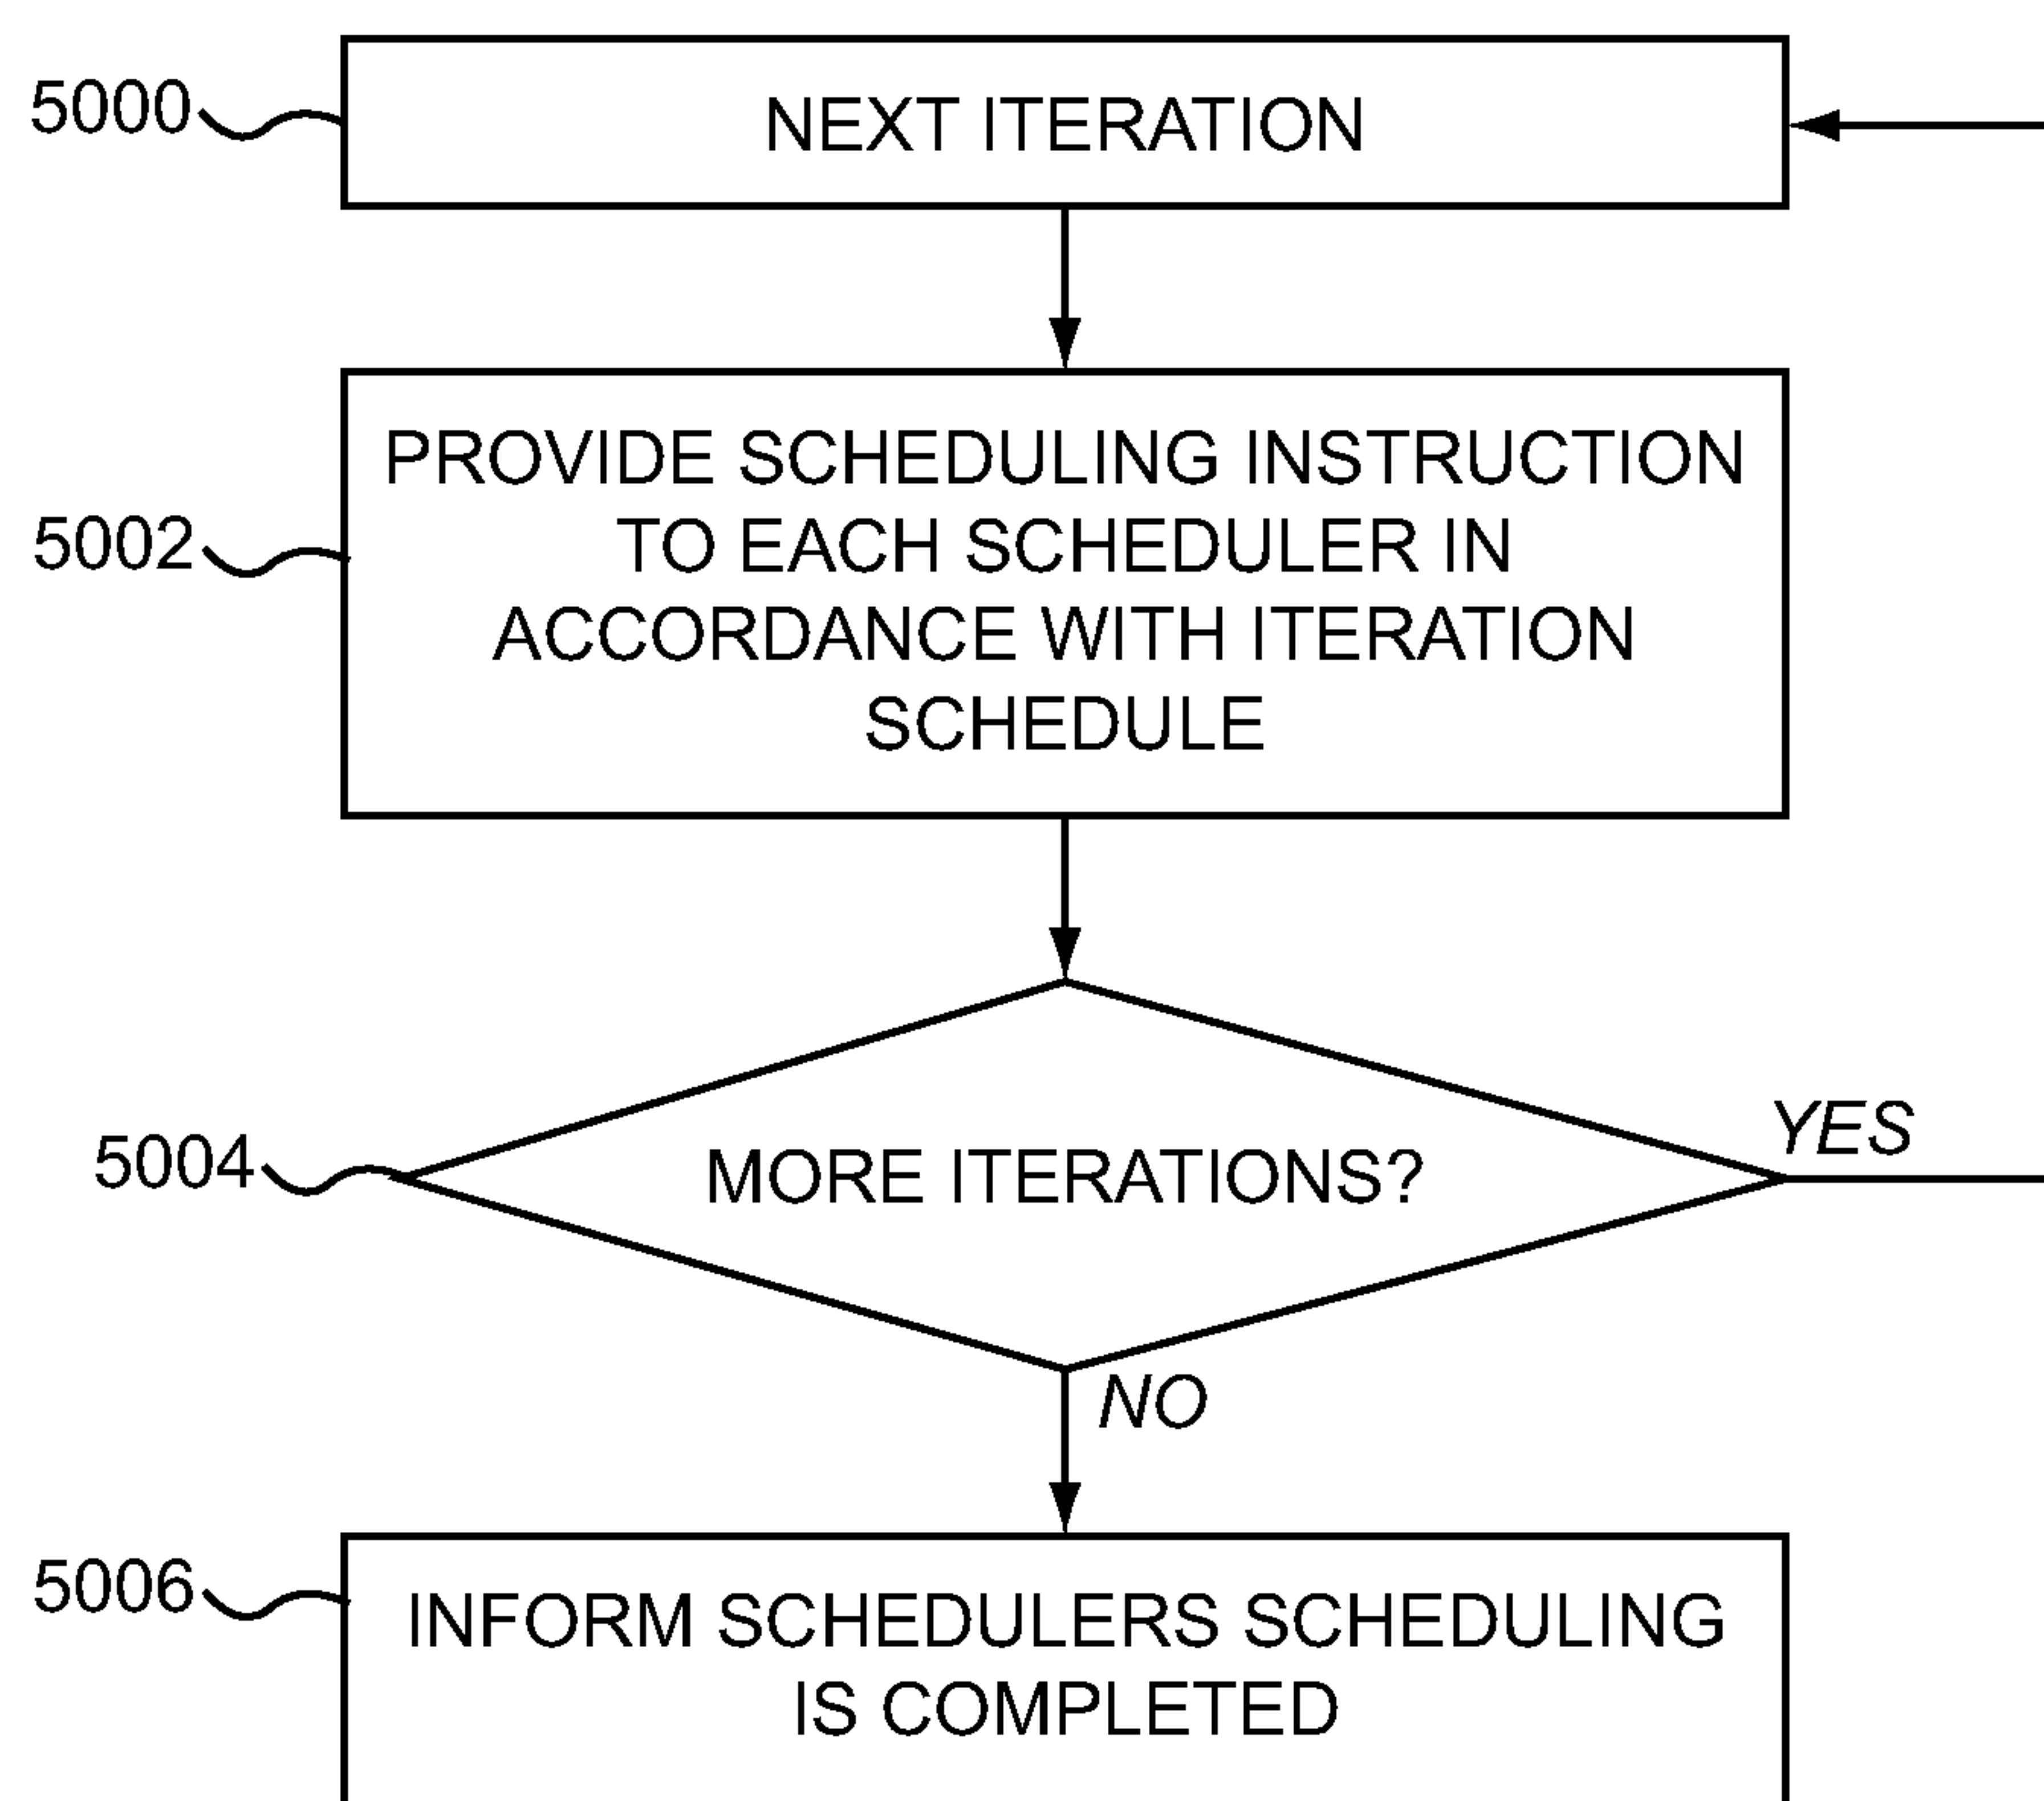 5000
NEXT ITERATION
PROVIDE SCHEDULING INSTRUCTION
5002
TO EACH SCHEDULER IN
ACCORDANCE WITH ITERATION
SCHEDULE
YES
5004
MORE ITERATIONS?
NO
5006
INFORM SCHEDULERS SCHEDULING
IS COMPLETED